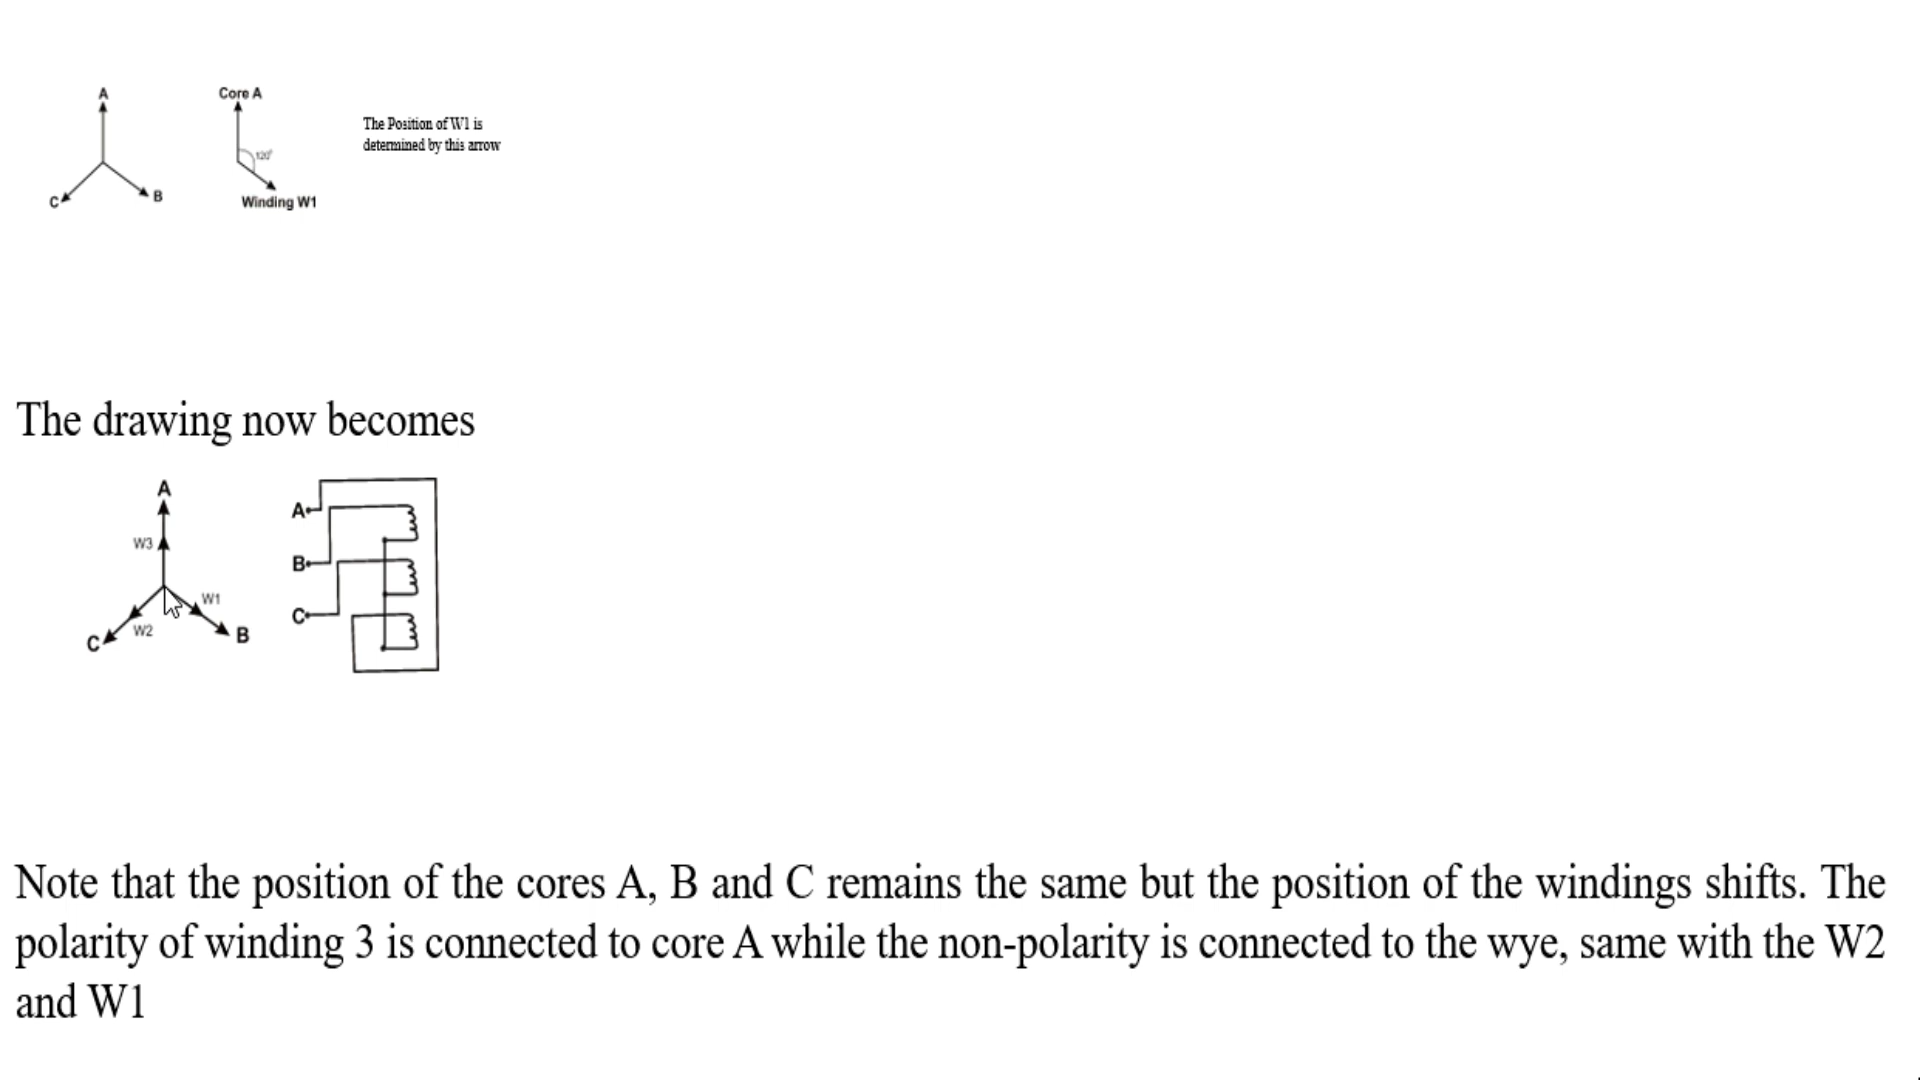 A
C
B
Core A
120°
Winding W1
The Position of W1 is
determined by this arrow
The drawing now becomes
A
W3
W1
W2
C
B
A
B
C
Note that the position of the cores A, B and C remains the same but the position of the windings shifts. The
polarity of winding 3 is connected to core A while the non-polarity is connected to the wye, same with the W2
and W1